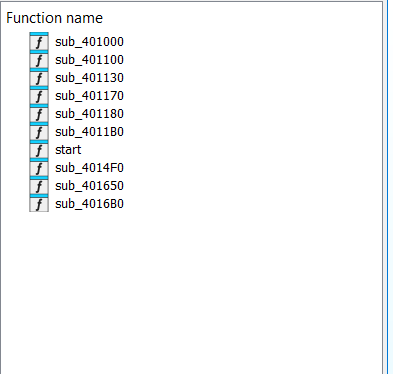 Function name
f sub_401000
f sub_401100
f sub_401130
f sub_401170
f sub_401180
f sub_4011B0
f start
f sub_4014F0
f sub_401650
f sub_4016B0